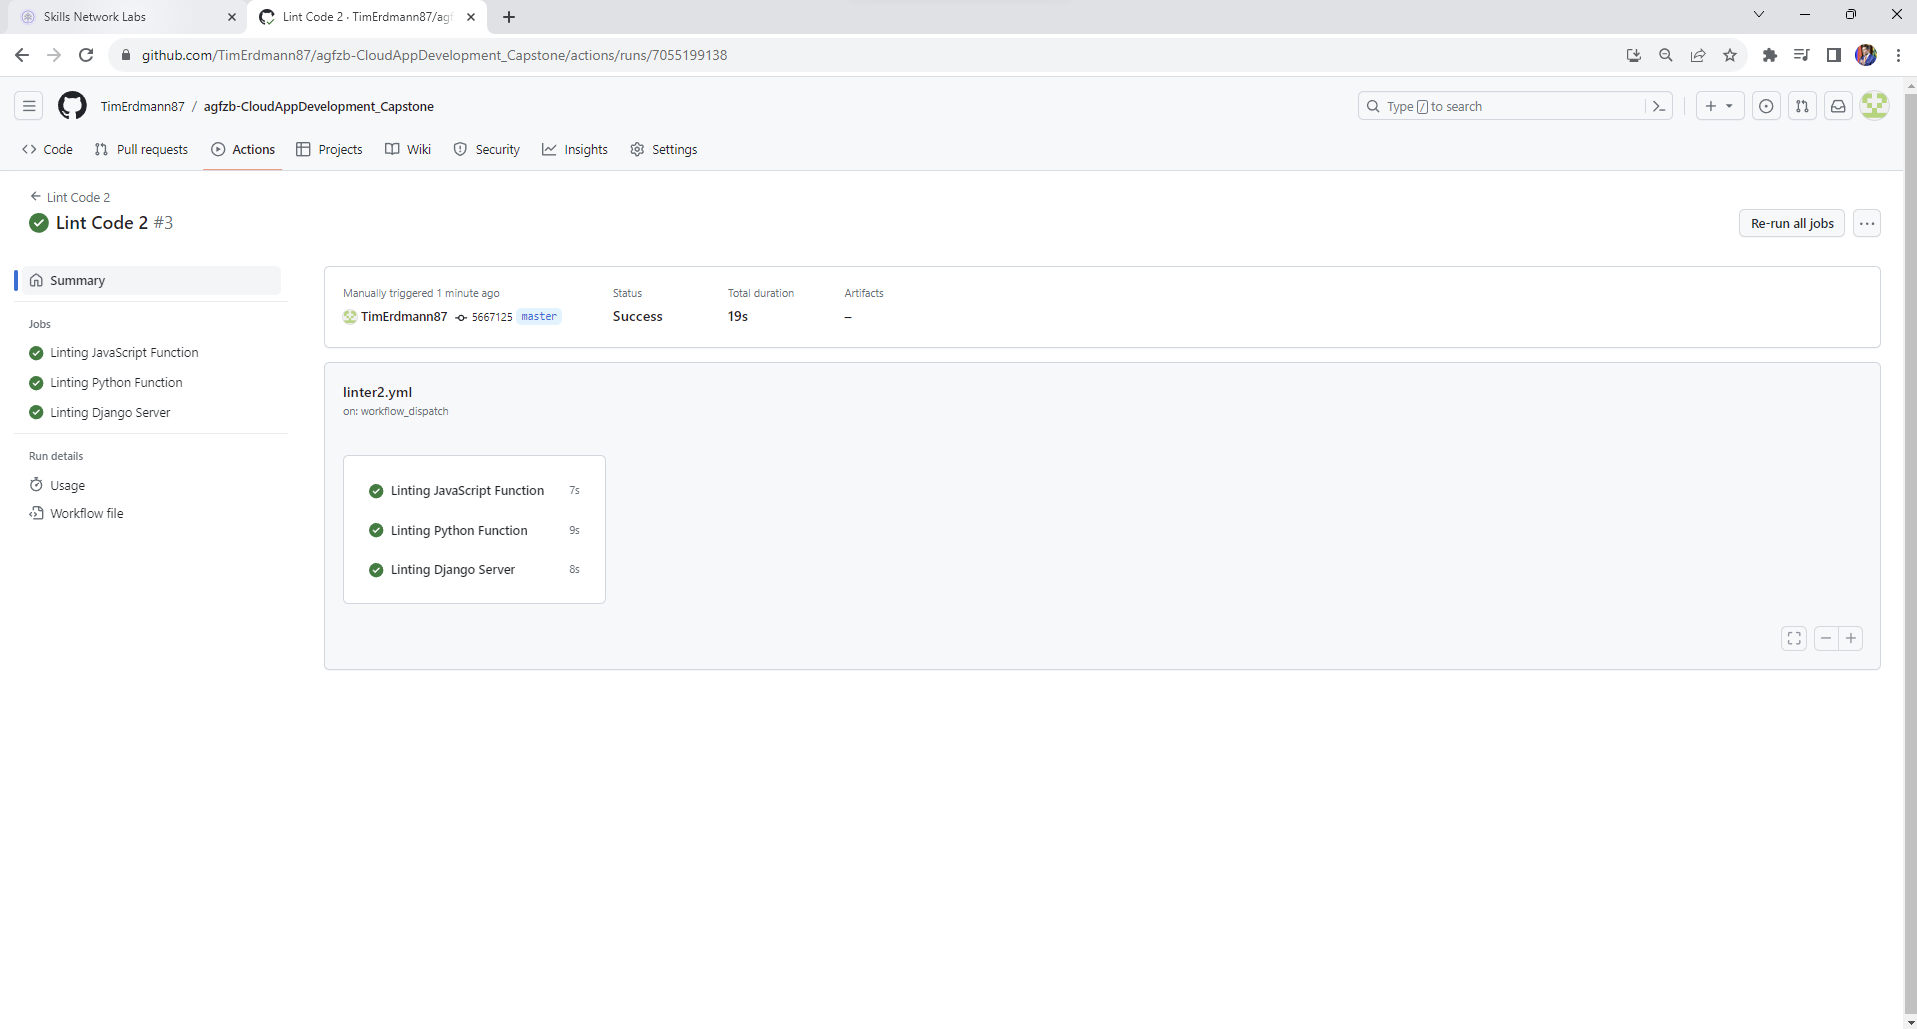 Skills Network Labs
Lint Code 2 · TimErdmann87/agf
github.com/TimErdmann87/agfzb-CloudAppDevelopment_Capstone/actions/runs/7055199138
TimErdmann87 / agfzb-CloudAppDevelopment_Capstone
Type / to search
Code Pull requests Actions Projects Wiki Security Insights Settings
Lint Code 2
Lint Code 2 #3
Re-run all jobs
Summary
Jobs
Linting JavaScript Function
Linting Python Function
Linting Django Server
Run details
Usage
Workflow file
Manually triggered 1 minute ago
TimErdmann87 5667125 master
Status
Success
Total duration
19s
Artifacts
–
linter2.yml
on: workflow_dispatch
Linting JavaScript Function 7s
Linting Python Function 9s
Linting Django Server 8s